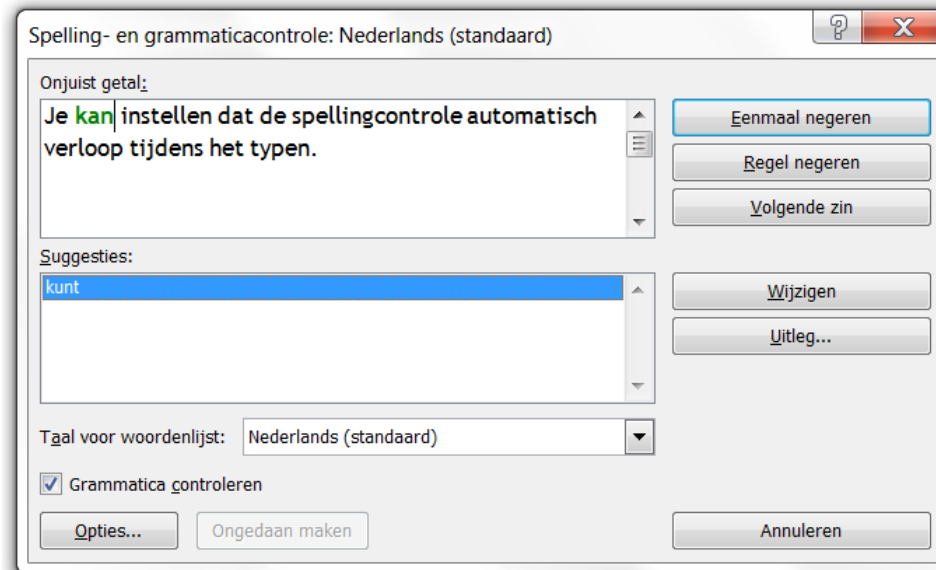 Spelling- en grammaticacontrole: Nederlands (standaard)
Onjuist getal:
Je kan instellen dat de spellingcontrole automatisch
verloop tijdens het typen.
Eenmaal negeren
Regel negeren
Volgende zin
Suggesties:
kunt
Wijzigen
Uitleg...
Taal voor woordenlijst: Nederlands (standaard)
Grammatica controleren
Opties... Ongedaan maken Annuleren